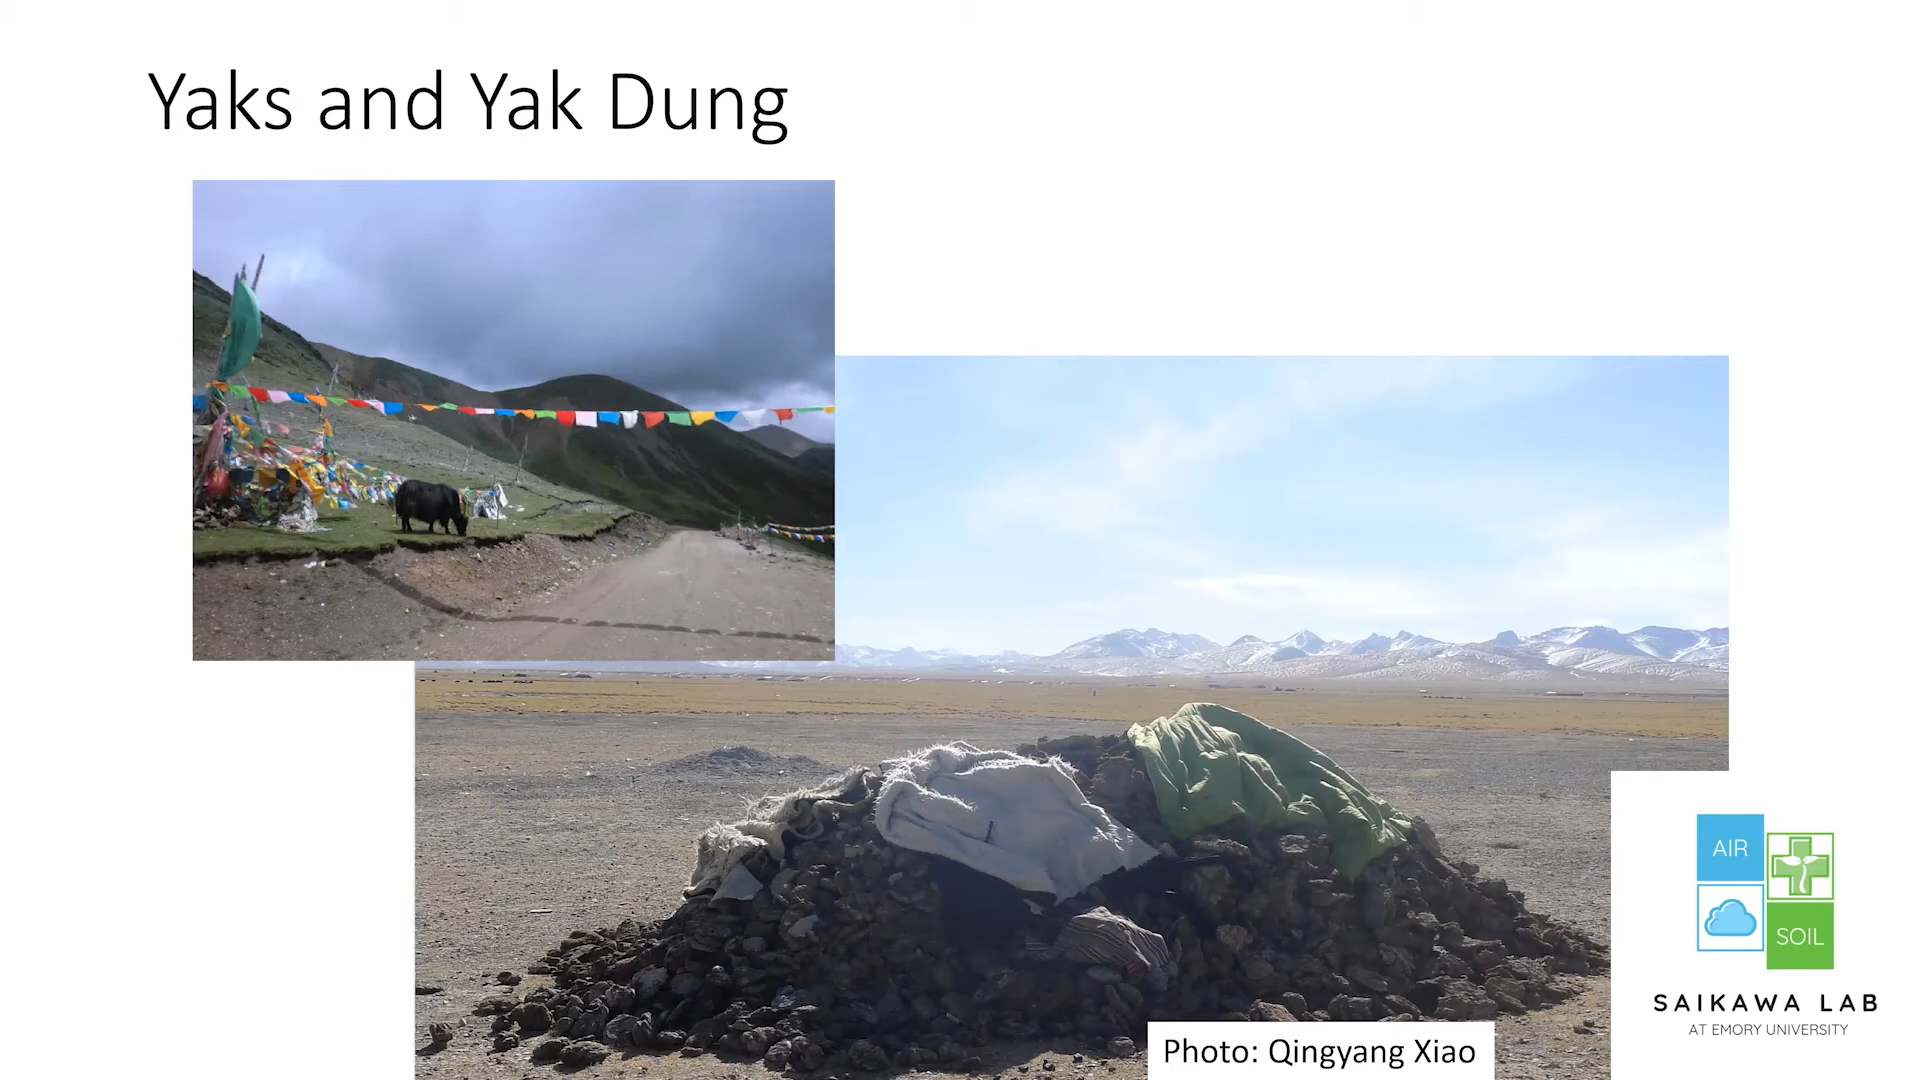 Yaks and Yak Dung
AIR
SOIL
SAIKAWA LAB
AT EMORY UNIVERSITY
Photo: Qingyang Xiao